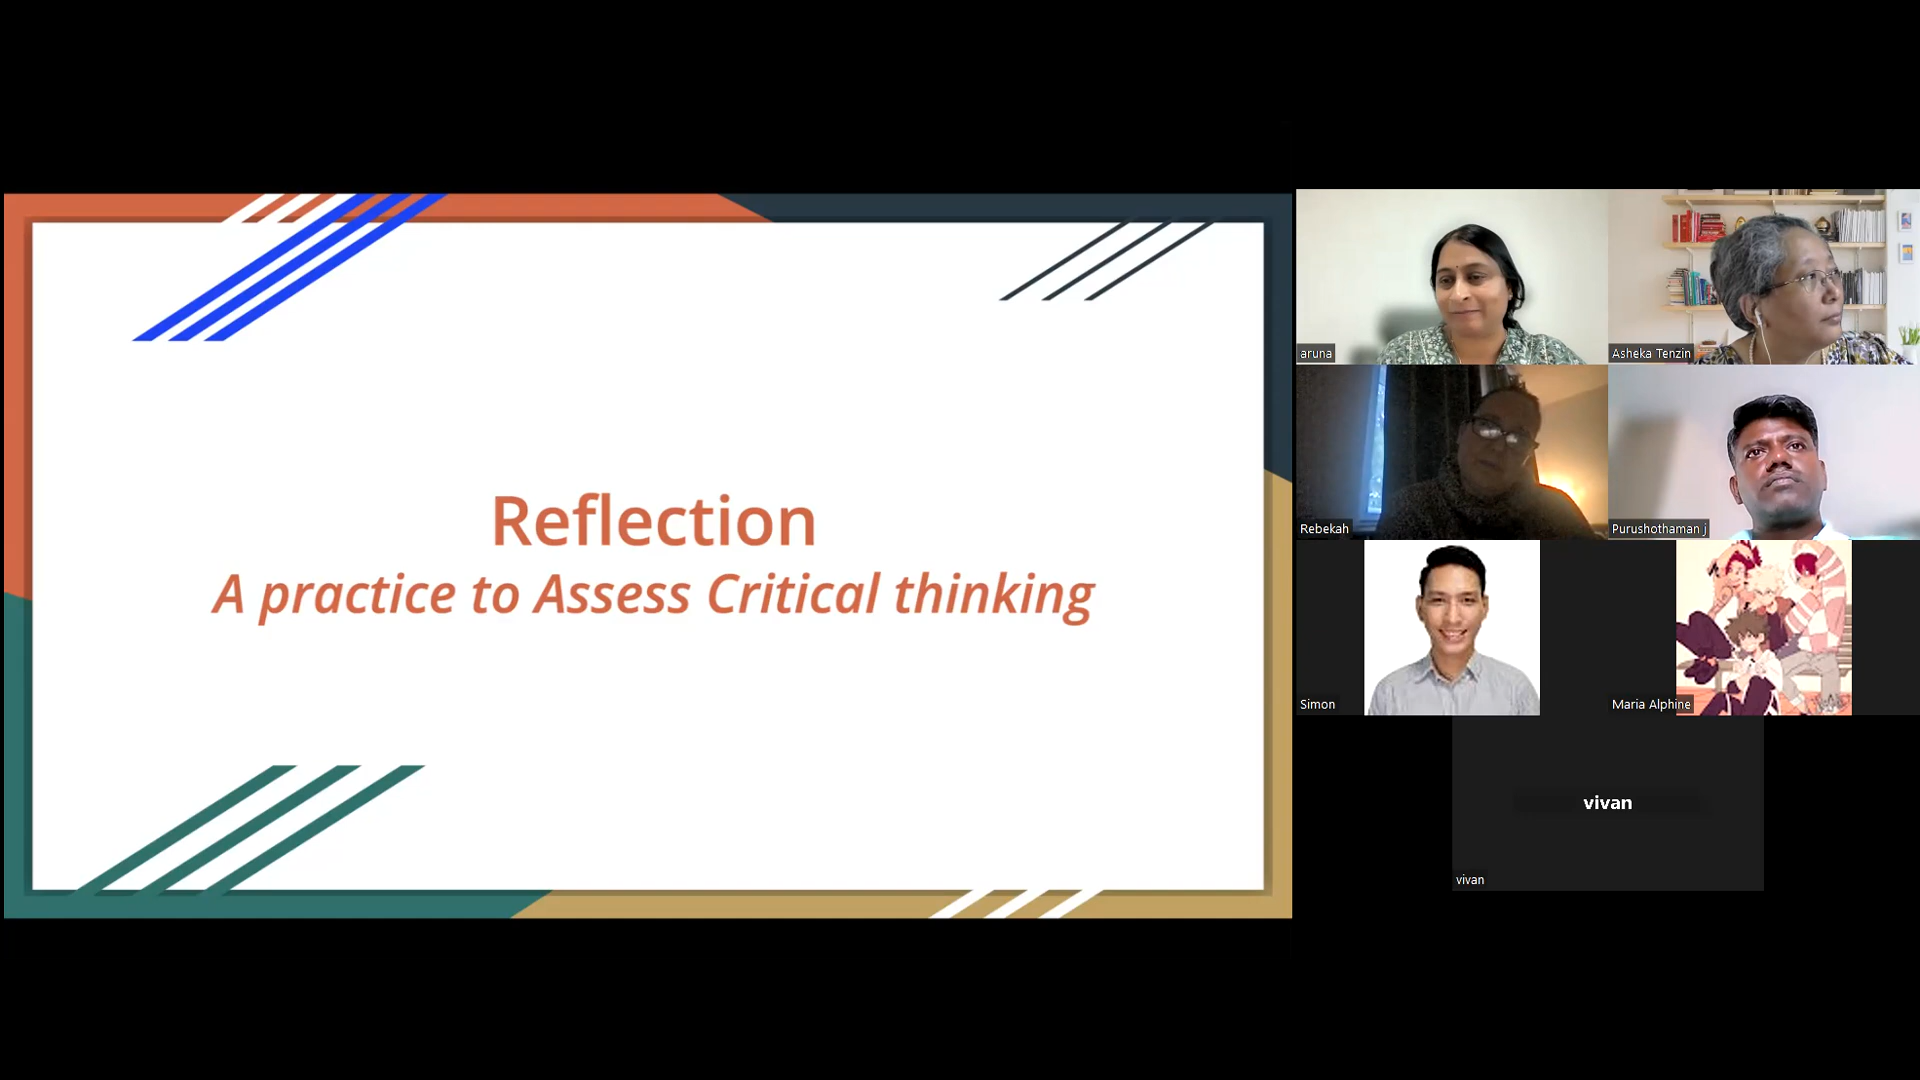 Reflection
A practice to Assess Critical thinking
aruna
Asheka Tenzin
Rebekah
Purushothaman j
Simon
Maria Alphine
vivan
vivan